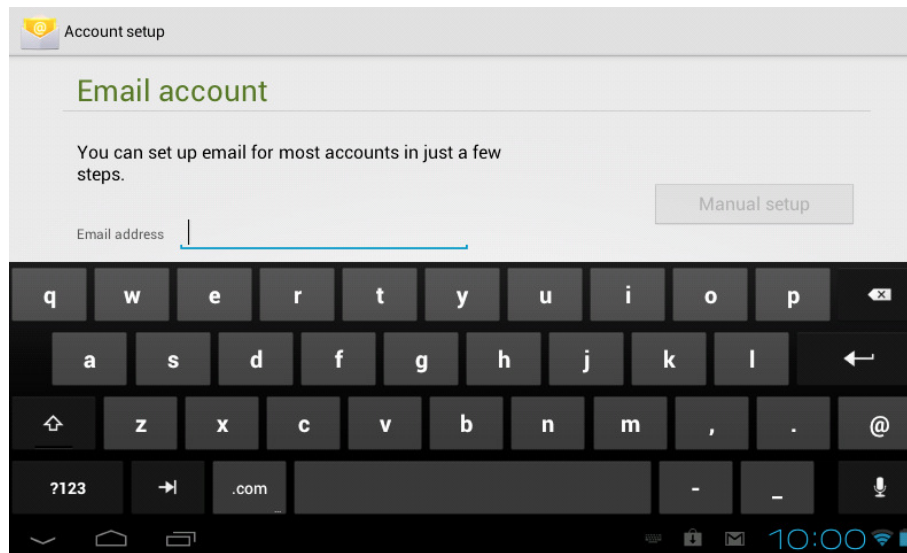 Account setup
Email account
You can set up email for most accounts in just a few
steps.
Manual setup
Email address
q w e r t y u i o p
a s d f g h j k l
z x c v b n m , . @
?123 .com - _
10:00